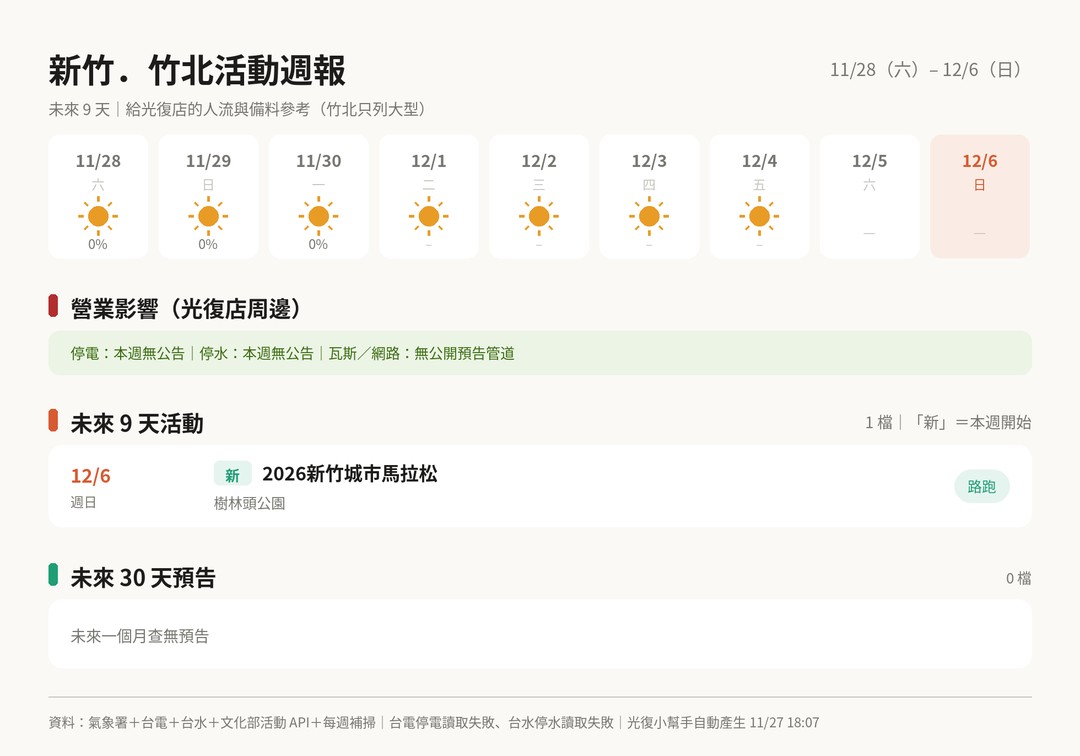 新竹．竹北活動週報
11/28（六）– 12/6（日）
未來 9 天｜給光復店的人流與備料參考（竹北只列大型）
11/28 11/29 11/30 12/1 12/2 12/3 12/4 12/5 12/6
六 日 一 二 三 四 五 六 日
0% 0% 0% – – – – — —
營業影響（光復店周邊）
停電：本週無公告｜停水：本週無公告｜瓦斯／網路：無公開預告管道
未來 9 天活動
1 檔｜「新」＝本週開始
12/6 新 2026新竹城市馬拉松
週日 樹林頭公園
路跑
未來 30 天預告
0 檔
未來一個月查無預告
資料：氣象署＋台電＋台水＋文化部活動 API＋每週補掃｜台電停電讀取失敗、台水停水讀取失敗｜光復小幫手自動產生 11/27 18:07